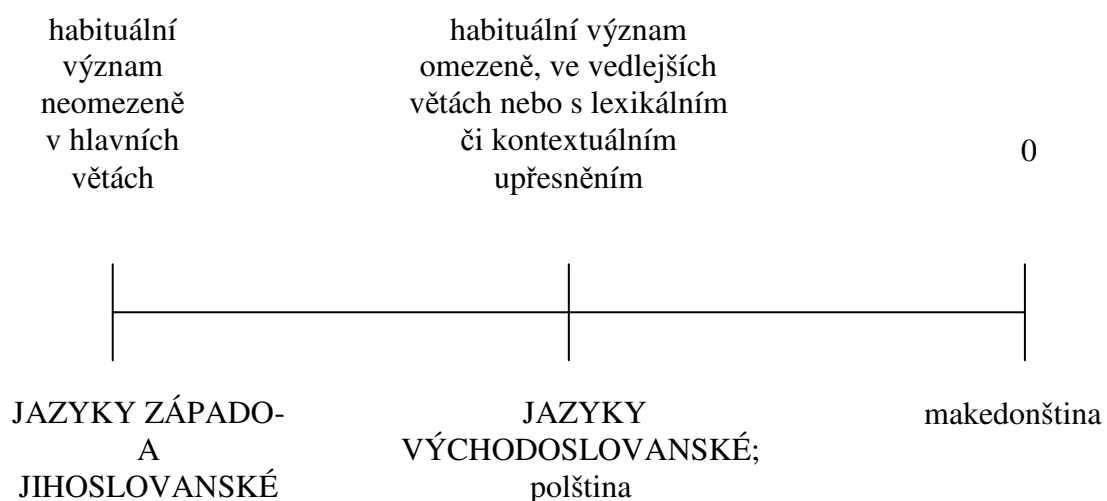 habituální
význam
neomezeně
v hlavních
větách
habituální význam
omezeně, ve vedlejších
větách nebo s lexikálním
či kontextuálním
upřesněním
0
JAZYKY ZÁPADO-
A
JIHOSLOVANSKÉ
JAZYKY
VÝCHODOSLOVANSKÉ;
polština
makedonština